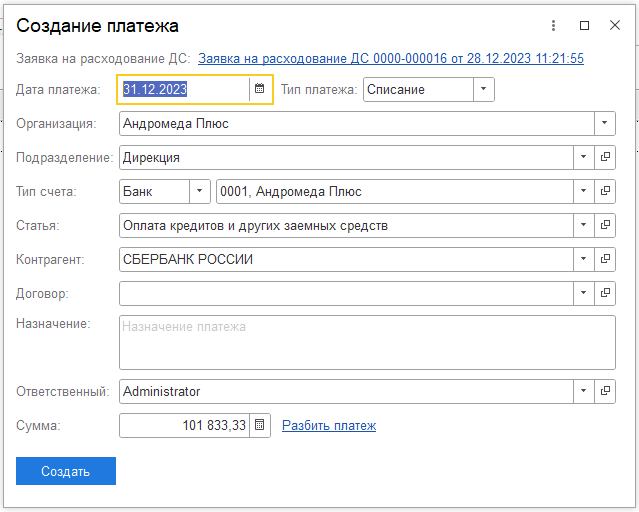 Создание платежа
Заявка на расходование ДС: Заявка на расходование ДС 0000-000016 от 28.12.2023 11:21:55
Дата платежа: 31.12.2023 Тип платежа: Списание
Организация: Андромеда Плюс
Подразделение: Дирекция
Тип счета: Банк 0001, Андромеда Плюс
Статья: Оплата кредитов и других заемных средств
Контрагент: СБЕРБАНК РОССИИ
Договор:
Назначение: Назначение платежа
Ответственный: Administrator
Сумма: 101 833,33 Разбить платеж
Создать